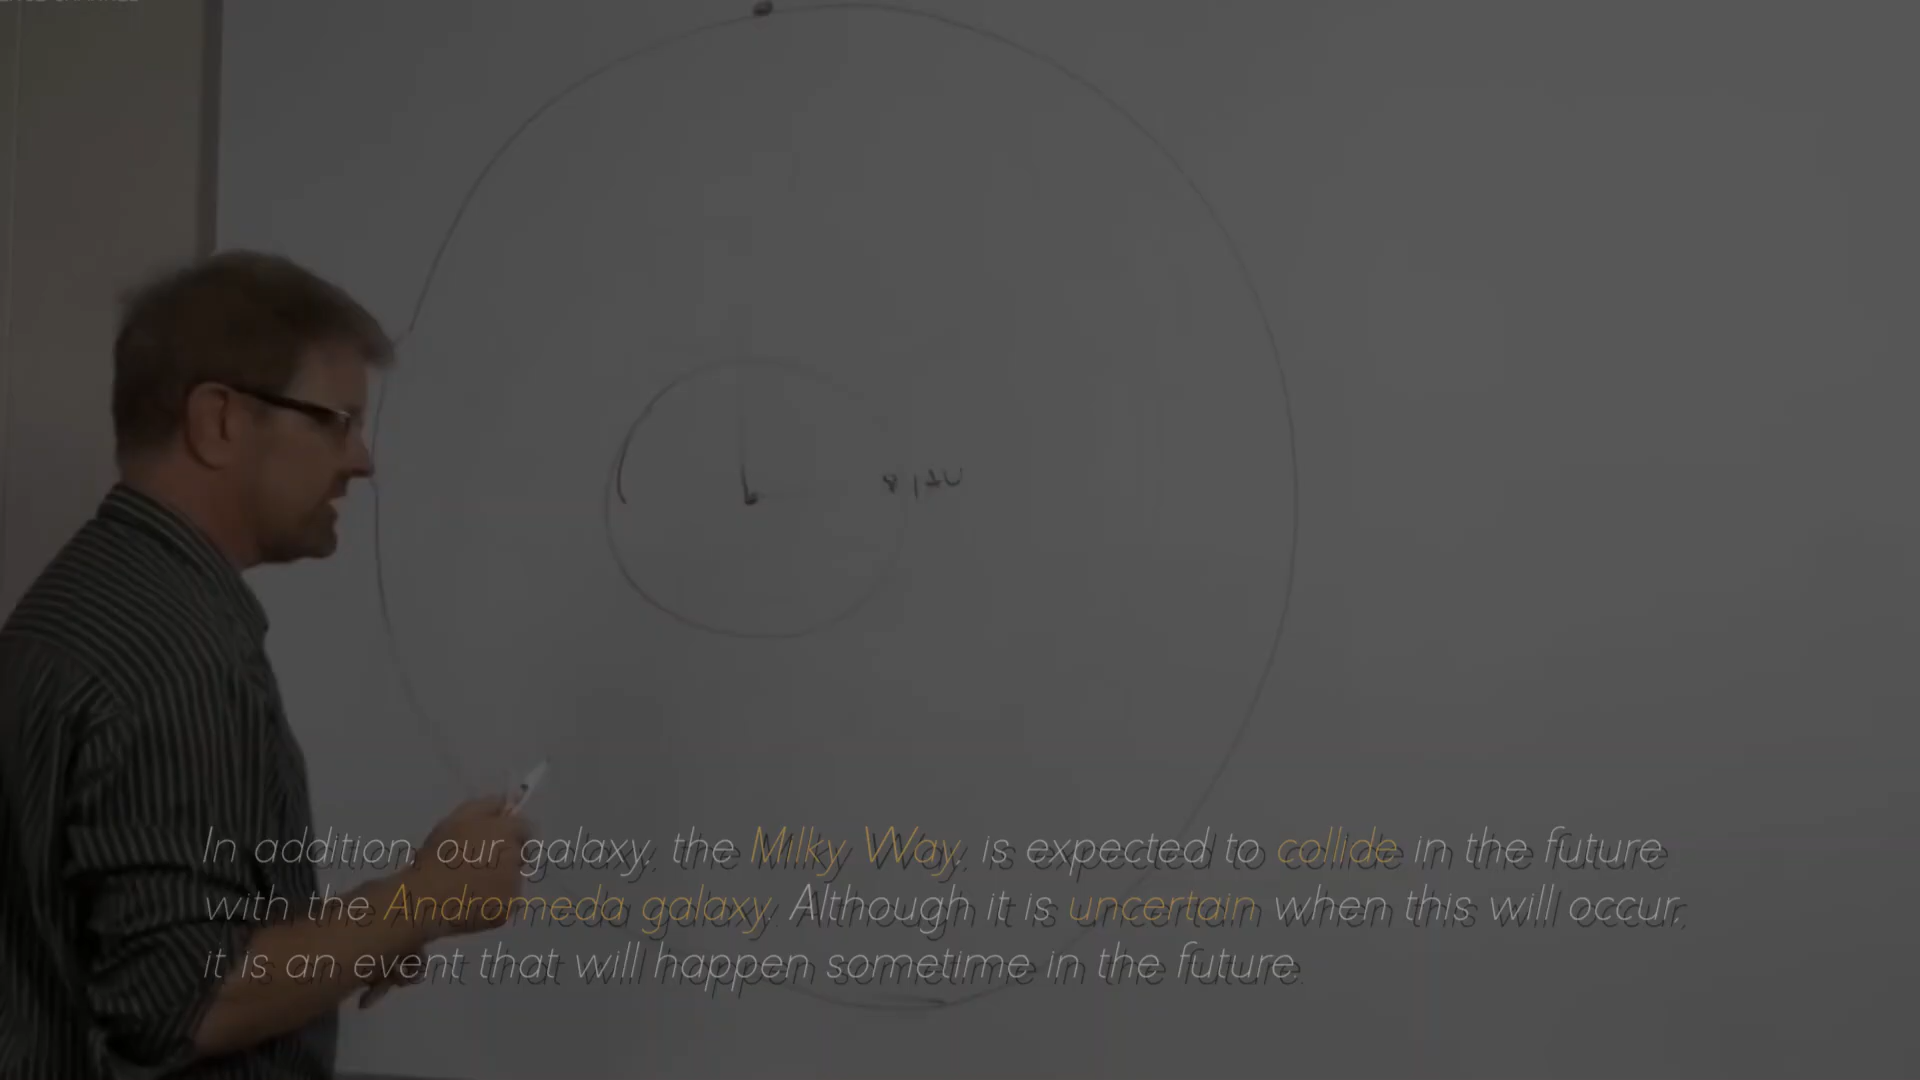 In addition, our galaxy, the Milky Way, is expected to collide in the future
with the Andromeda galaxy. Although it is uncertain when this will occur,
it is an event that will happen sometime in the future.